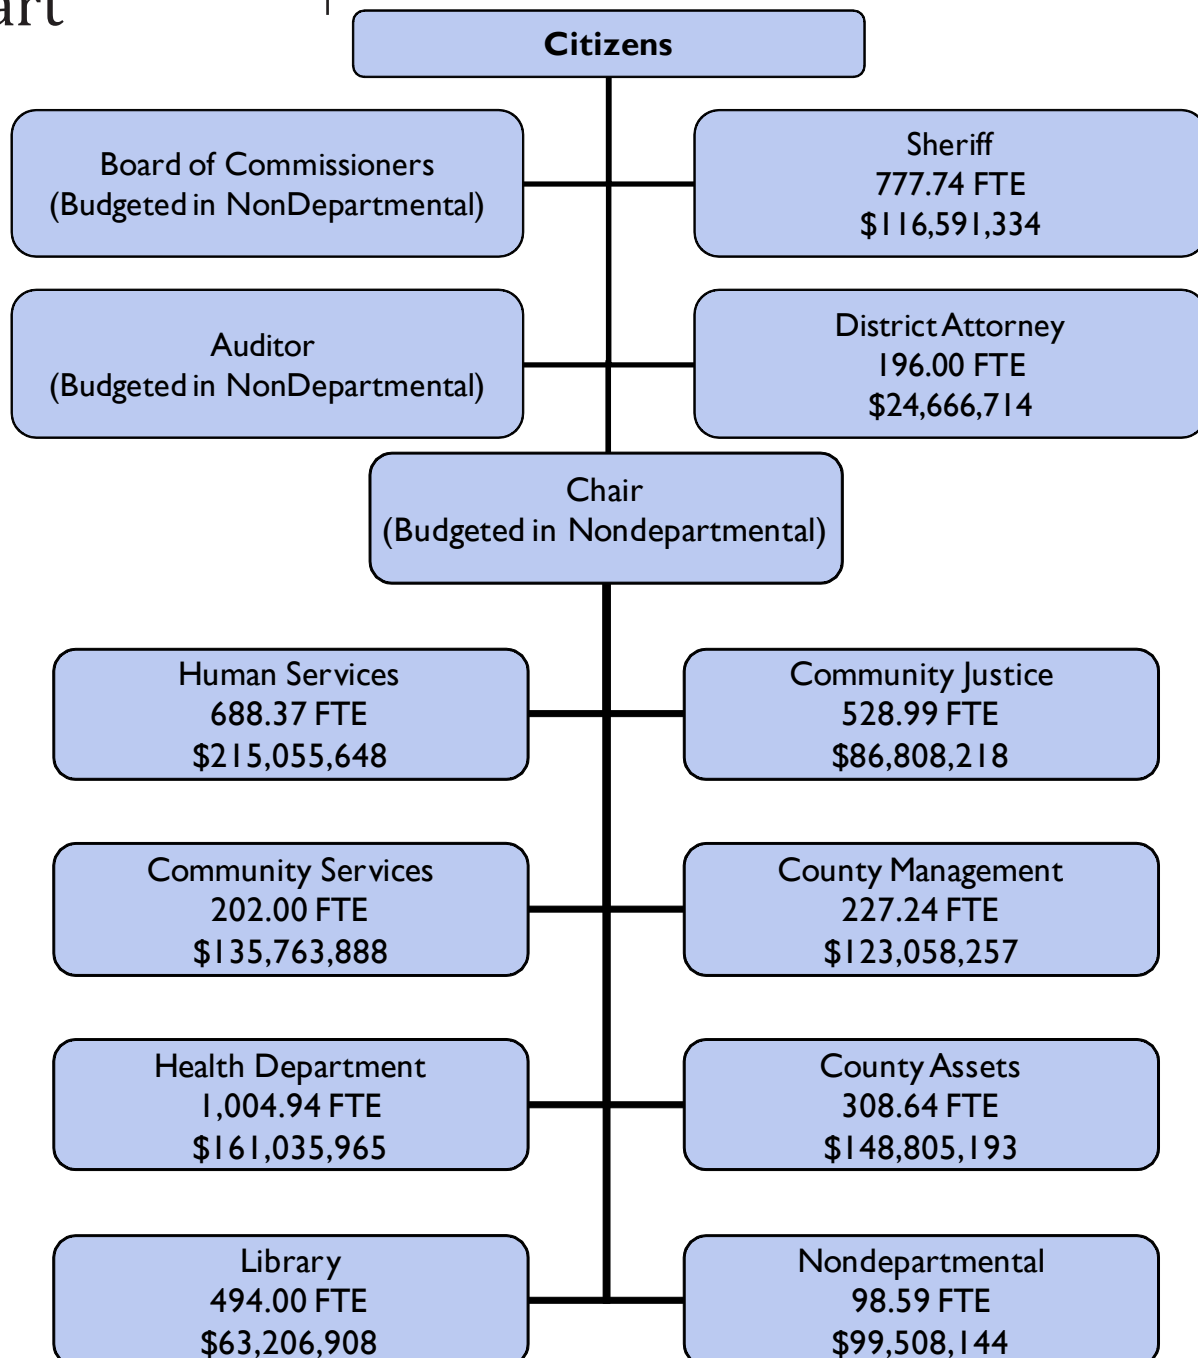 Citizens
Board of Commissioners
(Budgeted in NonDepartmental)
Sheriff
777.74 FTE
$116,591,334
Auditor
(Budgeted in NonDepartmental)
District Attorney
196.00 FTE
$24,666,714
Chair
(Budgeted in Nondepartmental)
Human Services
688.37 FTE
$215,055,648
Community Justice
528.99 FTE
$86,808,218
Community Services
202.00 FTE
$135,763,888
County Management
227.24 FTE
$123,058,257
Health Department
1,004.94 FTE
$161,035,965
County Assets
308.64 FTE
$148,805,193
Library
494.00 FTE
$63,206,908
Nondepartmental
98.59 FTE
$99,508,144